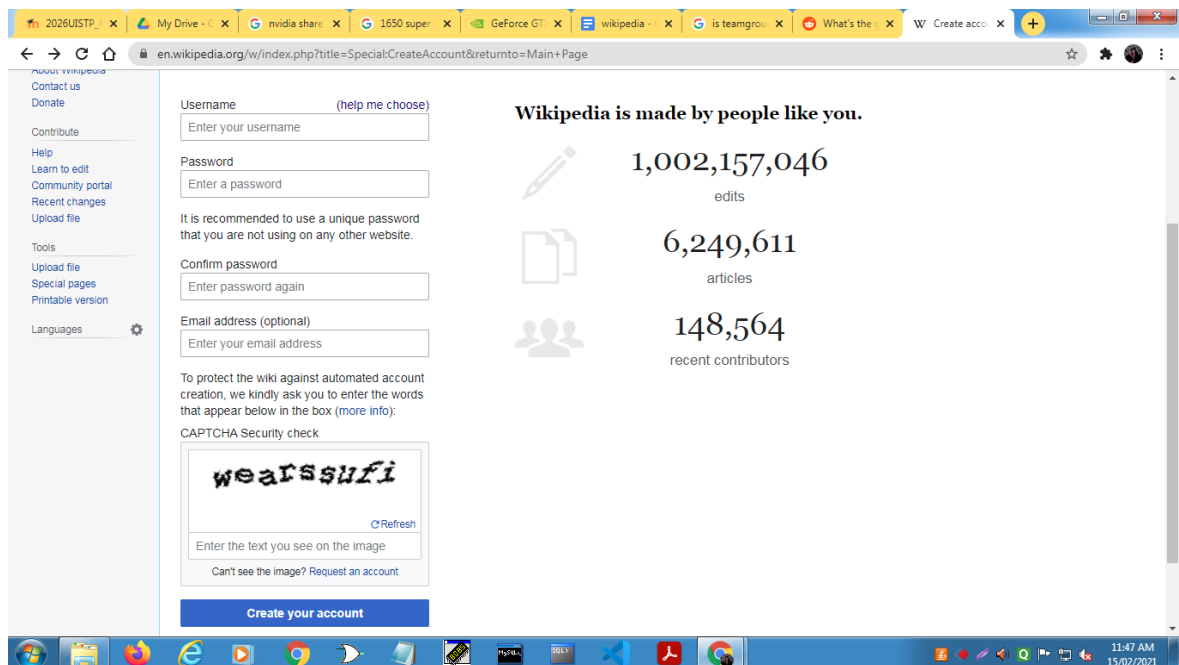 2026UISTP_
My Drive - G
nvidia share
1650 super
GeForce GT
wikipedia -
is teamgrou
What's the g
W Create acco
en.wikipedia.org/w/index.php?title=Special:CreateAccount&returnto=Main+Page
About Wikipedia
Contact us
Donate
Contribute
Help
Learn to edit
Community portal
Recent changes
Upload file
Tools
Upload file
Special pages
Printable version
Languages
Username (help me choose)
Enter your username
Password
Enter a password
It is recommended to use a unique password
that you are not using on any other website.
Confirm password
Enter password again
Email address (optional)
Enter your email address
To protect the wiki against automated account
creation, we kindly ask you to enter the words
that appear below in the box (more info):
CAPTCHA Security check
wearssufi
Refresh
Enter the text you see on the image
Can't see the image? Request an account
Create your account
Wikipedia is made by people like you.
1,002,157,046
edits
6,249,611
articles
148,564
recent contributors
8085
MySQL
SQL>
11:47 AM
15/02/2021